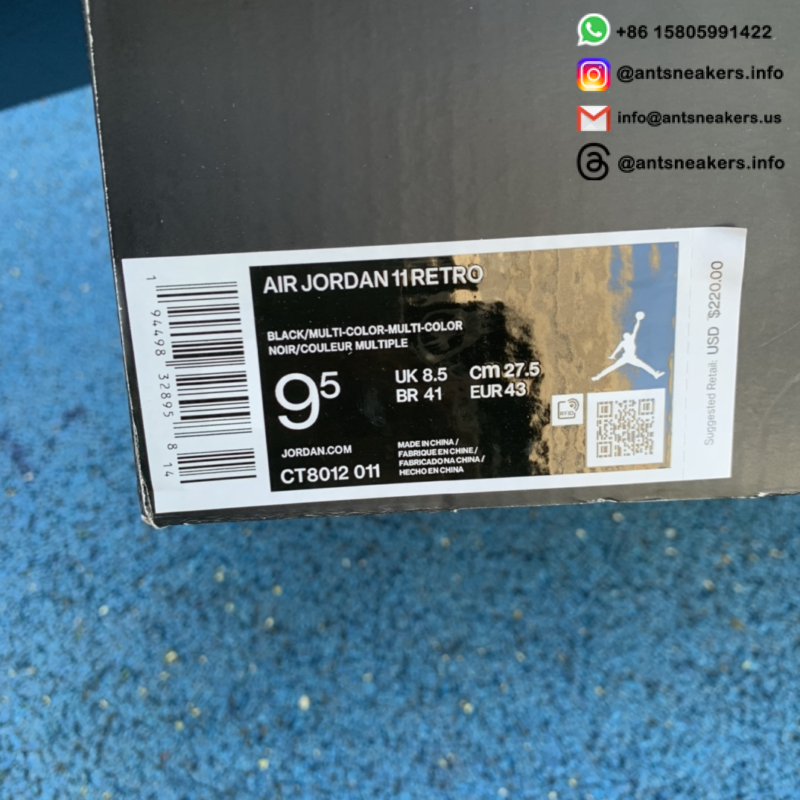 +86 15805991422
@antsneakers.info
info@antsneakers.us
@antsneakers.info
AIR JORDAN 11 RETRO
BLACK/MULTI-COLOR-MULTI-COLOR
NOIR/COULEUR MULTIPLE
9 5
UK 8.5 cm 27.5
BR 41 EUR 43
JORDAN.COM
CT8012 011
MADE IN CHINA /
FABRIQUE EN CHINE /
FABRICADO NA CHINA /
HECHO EN CHINA
RFID
Suggested Retail: USD $220.00
1 94498 32895 8 14